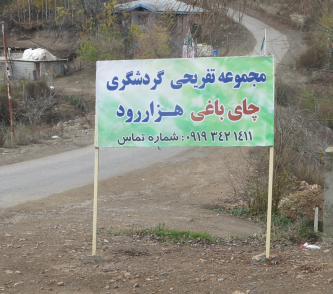 مجموعه تفریحی گردشگری
چای باغی هزاررود
شماره تماس: ۰۹۱۹ ۳۴۲ ۱۴۱۱